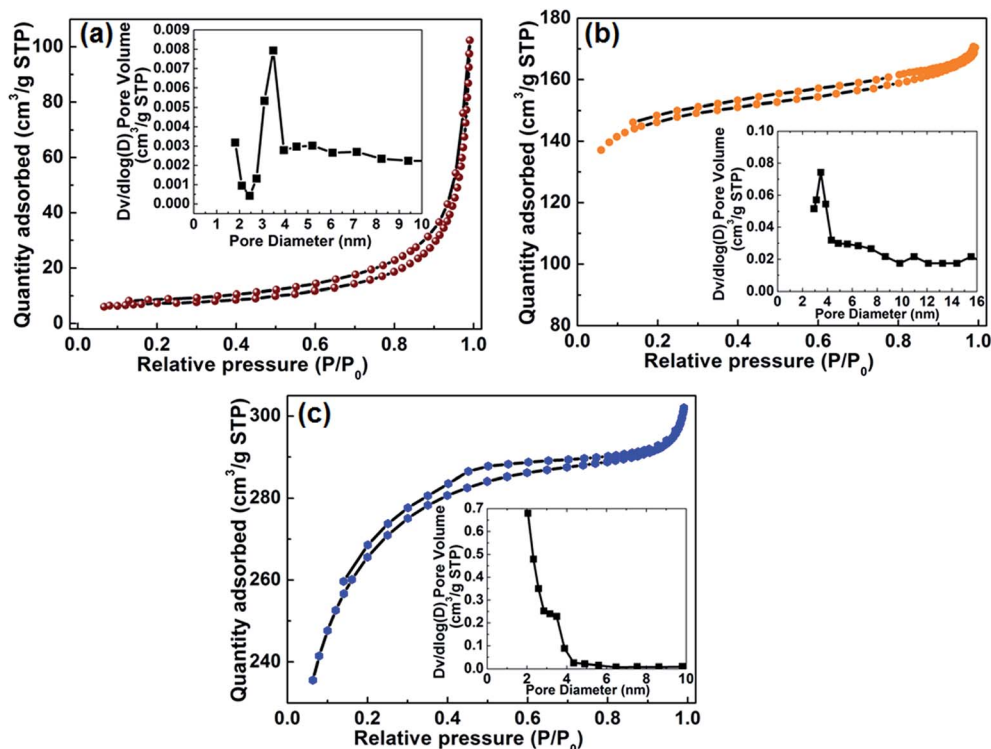 (a)
Quantity adsorbed (cm³/g STP)
100
80
60
40
20
0
0.0 0.2 0.4 0.6 0.8 1.0
Relative pressure (P/P₀)
Dv/dlog(D) Pore Volume
(cm³/g STP)
0.009
0.008
0.007
0.006
0.005
0.004
0.003
0.002
0.001
0.000
0 1 2 3 4 5 6 7 8 9 10
Pore Diameter (nm)
(b)
Quantity adsorbed (cm³/g STP)
180
160
140
120
100
80
0.0 0.2 0.4 0.6 0.8 1.0
Relative pressure (P/P₀)
Dv/dlog(D) Pore Volume
(cm³/g STP)
0.10
0.08
0.06
0.04
0.02
0.00
0 2 4 6 8 10 12 14 16
Pore Diameter (nm)
(c)
Quantity adsorbed (cm³/g STP)
300
280
260
240
0.0 0.2 0.4 0.6 0.8 1.0
Relative pressure (P/P₀)
Dv/dlog(D) Pore Volume
(cm³/g STP)
0.7
0.6
0.5
0.4
0.3
0.2
0.1
0.0
0 2 4 6 8 10
Pore Diameter (nm)